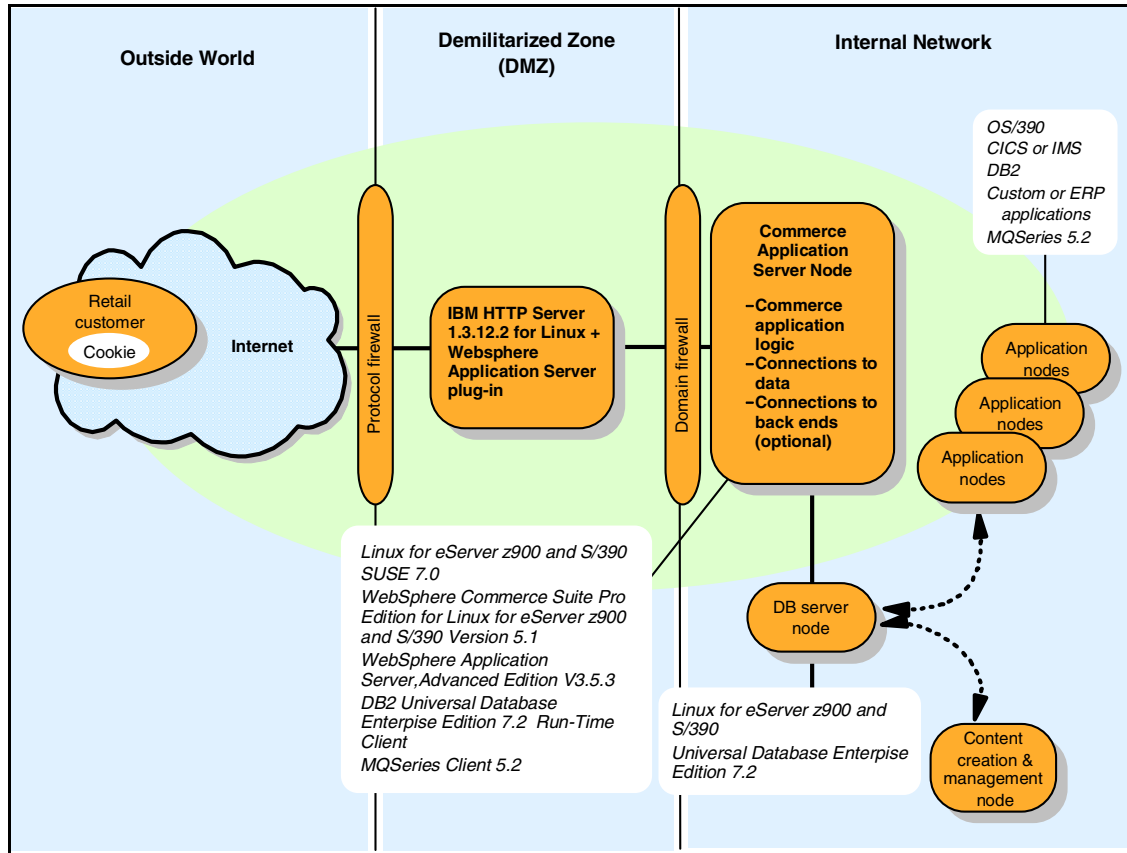 Outside World
Demilitarized Zone
(DMZ)
Internal Network
OS/390
CICS or IMS
DB2
Custom or ERP
applications
MQSeries 5.2
Retail
customer
Cookie
Internet
Protocol firewall
IBM HTTP Server
1.3.12.2 for Linux +
Websphere
Application Server
plug-in
Domain firewall
Commerce
Application
Server Node
–Commerce
application
logic
–Connections to
data
–Connections to
back ends
(optional)
Application
nodes
Application
nodes
Application
nodes
Linux for eServer z900 and S/390
SUSE 7.0
WebSphere Commerce Suite Pro
Edition for Linux for eServer z900
and S/390 Version 5.1
WebSphere Application
Server,Advanced Edition V3.5.3
DB2 Universal Database
Enterpise Edition 7.2 Run-Time
Client
MQSeries Client 5.2
DB server
node
Linux for eServer z900 and
S/390
Universal Database Enterpise
Edition 7.2
Content
creation &
management
node